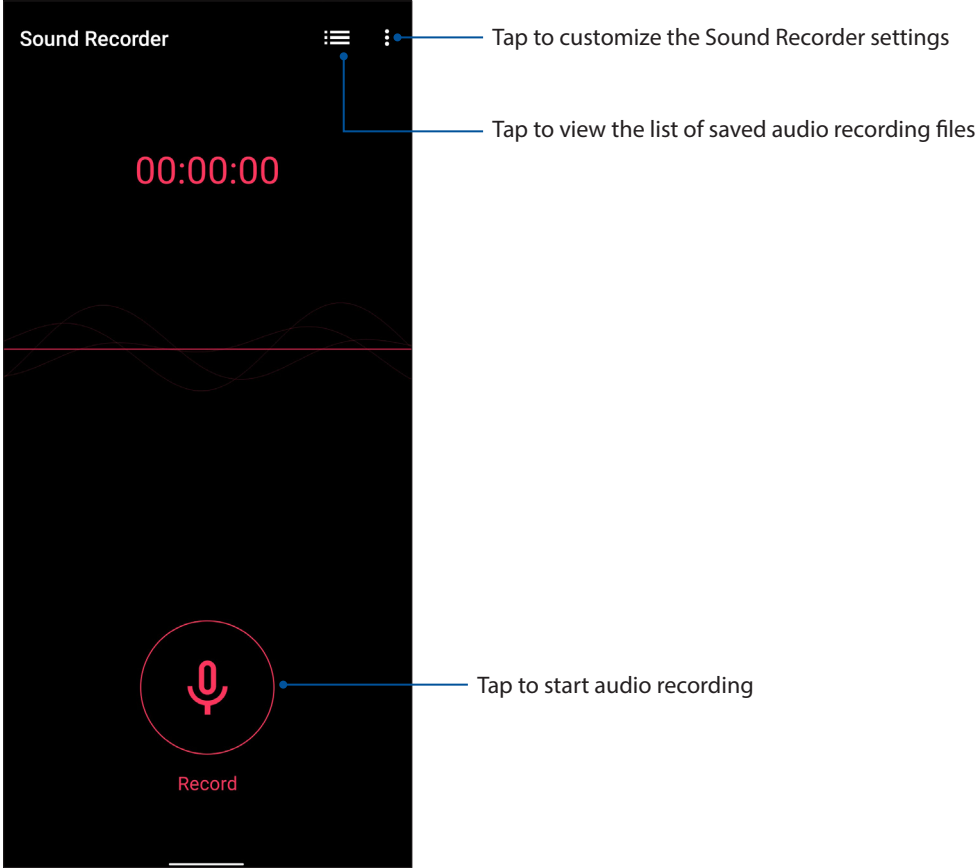 Sound Recorder
Tap to customize the Sound Recorder settings
Tap to view the list of saved audio recording files
00:00:00
Tap to start audio recording
Record